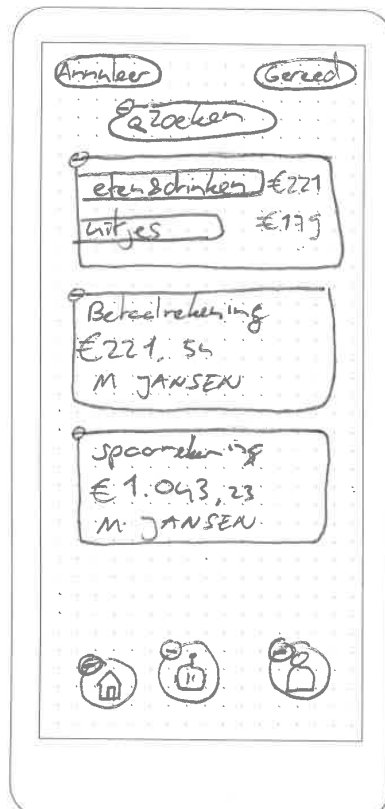 Annuleer
Gereed
Zoeken
eten & drinken €221
uitjes €179
Betaalrekening
€221,54
M JANSEN
Spaarrekening
€1.043,23
M. JANSEN